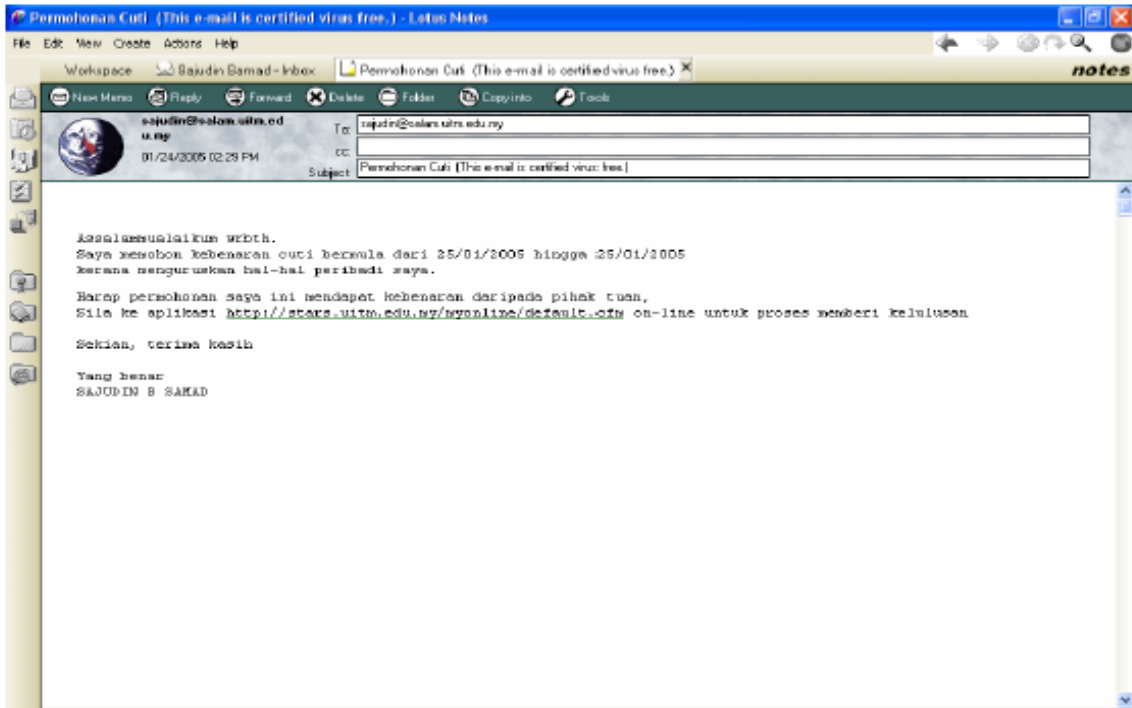 Permohonan Cuti (This e-mail is certified virus free.) - Lotus Notes
File Edit View Create Actions Help
Workspace Sajudin Samad - Inbox Permohonan Cuti (This e-mail is certified virus free.) notes
New Memo Reply Forward Delete Folder Copy into Tools
sajudin@salam.uitm.ed
u.my
01/24/2005 02:29 PM
To: sajudin@salam.uitm.edu.my
cc:
Subject: Permohonan Cuti (This e-mail is certified virus free.)
Assalammualaikum wrbth.
Saya memohon kebenaran cuti bermula dari 25/01/2005 hingga 25/01/2005
kerana menguruskan hal-hal peribadi saya.
Harap permohonan saya ini mendapat kebenaran daripada pihak tuan,
Sila ke aplikasi http://stars.uitm.edu.my/myonline/default.cfm on-line untuk proses memberi kelulusan
Sekian, terima kasih
Yang benar
SAJUDIN B SAMAD